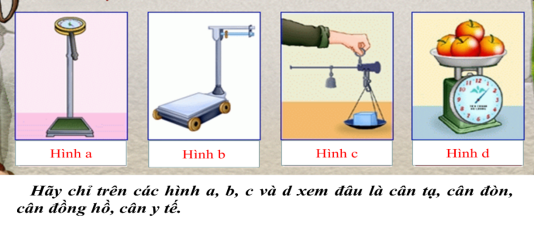 Hình a
Hình b
Hình c
Hình d
Hãy chỉ trên các hình a, b, c và d xem đâu là cân tạ, cân đòn,
cân đồng hồ, cân y tế.